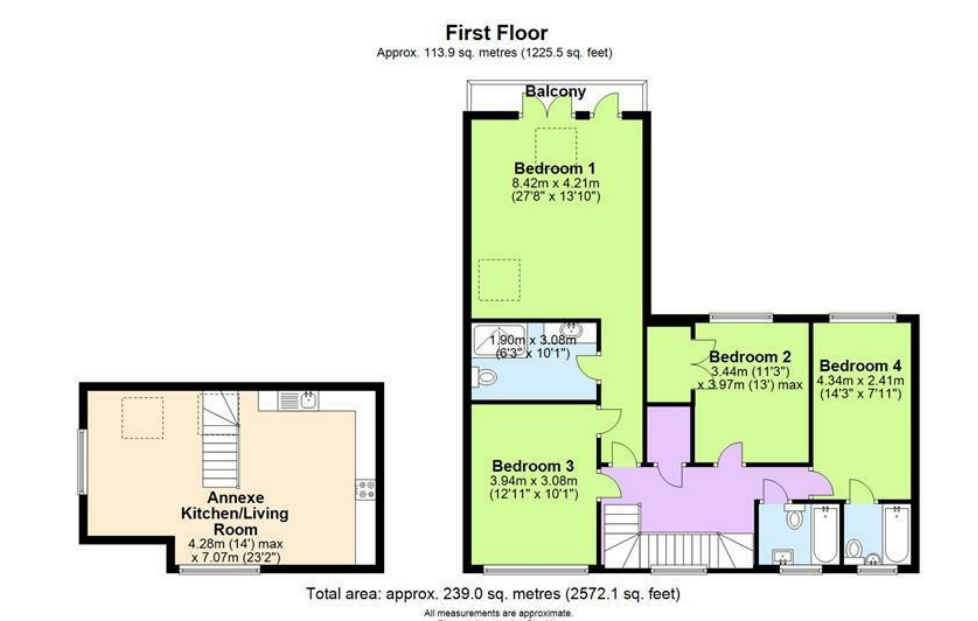 First Floor
Approx. 113.9 sq. metres (1225.5 sq. feet)
Balcony
Bedroom 1
8.42m x 4.21m
(27'8" x 13'10")
1.90m x 3.08m
(6'3" x 10'1")
Bedroom 2
3.44m (11'3")
x 3.97m (13') max
Bedroom 4
4.34m x 2.41m
(14'3" x 7'11")
Bedroom 3
3.94m x 3.08m
(12'11" x 10'1")
Annexe
Kitchen/Living
Room
4.28m (14') max
x 7.07m (23'2")
Total area: approx. 239.0 sq. metres (2572.1 sq. feet)
All measurements are approximate.